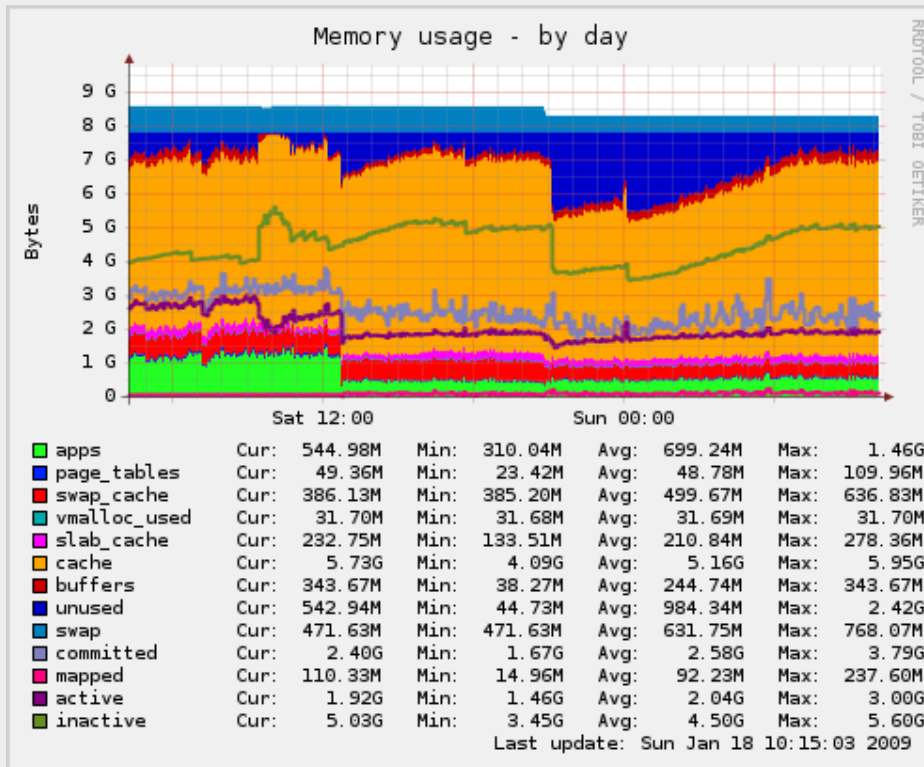 Memory usage - by day
RRDTOOL / TOBI OETIKER
Bytes
9 G
8 G
7 G
6 G
5 G
4 G
3 G
2 G
1 G
0
Sat 12:00 Sun 00:00
apps Cur: 544.98M Min: 310.04M Avg: 699.24M Max: 1.46G
page_tables Cur: 49.36M Min: 23.42M Avg: 48.78M Max: 109.96M
swap_cache Cur: 386.13M Min: 385.20M Avg: 499.67M Max: 636.83M
vmalloc_used Cur: 31.70M Min: 31.68M Avg: 31.69M Max: 31.70M
slab_cache Cur: 232.75M Min: 133.51M Avg: 210.84M Max: 278.36M
cache Cur: 5.73G Min: 4.09G Avg: 5.16G Max: 5.95G
buffers Cur: 343.67M Min: 38.27M Avg: 244.74M Max: 343.67M
unused Cur: 542.94M Min: 44.73M Avg: 984.34M Max: 2.42G
swap Cur: 471.63M Min: 471.63M Avg: 631.75M Max: 768.07M
committed Cur: 2.40G Min: 1.67G Avg: 2.58G Max: 3.79G
mapped Cur: 110.33M Min: 14.96M Avg: 92.23M Max: 237.60M
active Cur: 1.92G Min: 1.46G Avg: 2.04G Max: 3.00G
inactive Cur: 5.03G Min: 3.45G Avg: 4.50G Max: 5.60G
Last update: Sun Jan 18 10:15:03 2009